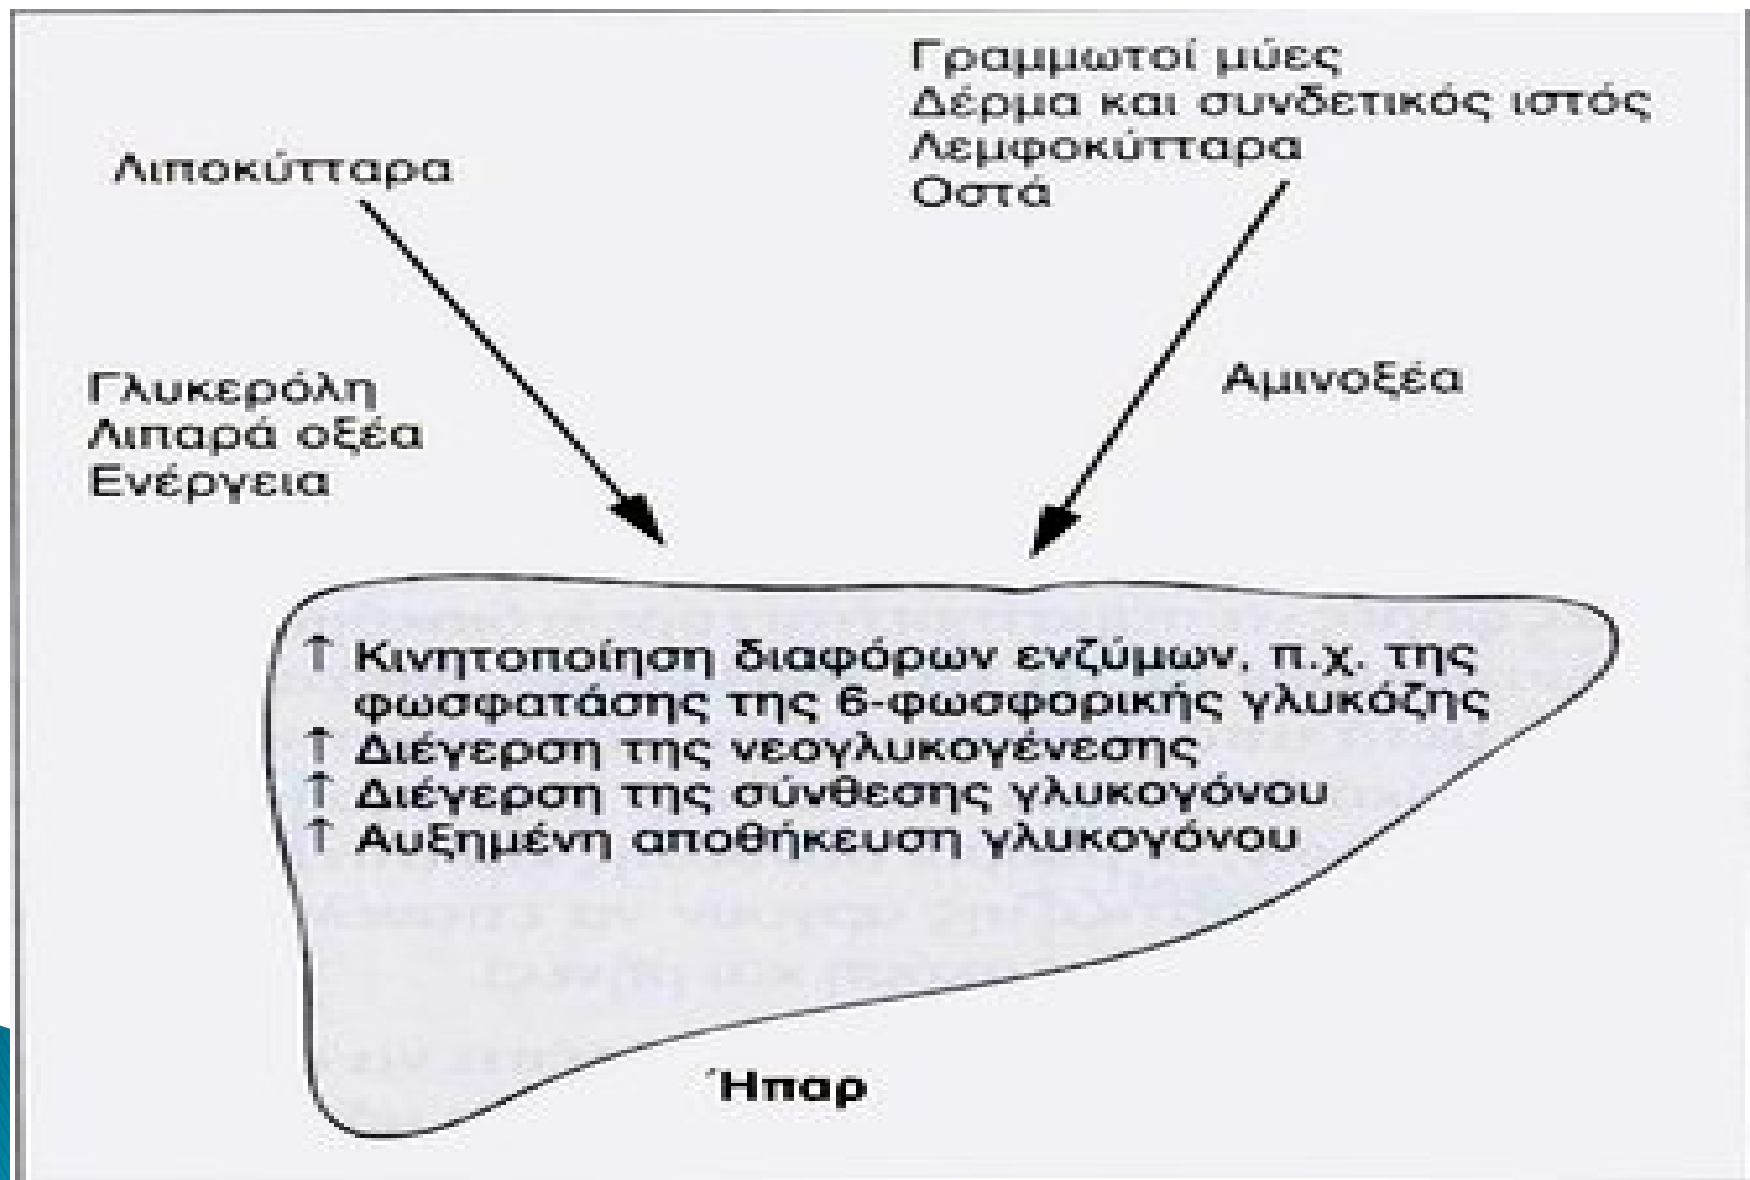 Γραμμωτοί μύες
Δέρμα και συνδετικός ιστός
Λεμφοκύτταρα
Οστά
Λιποκύτταρα
Γλυκερόλη
Λιπαρά οξέα
Ενέργεια
Αμινοξέα
↑ Κινητοποίηση διαφόρων ενζύμων, π.χ. της
φωσφατάσης της 6-φωσφορικής γλυκόζης
↑ Διέγερση της νεογλυκογένεσης
↑ Διέγερση της σύνθεσης γλυκογόνου
↑ Αυξημένη αποθήκευση γλυκογόνου
Ήπαρ